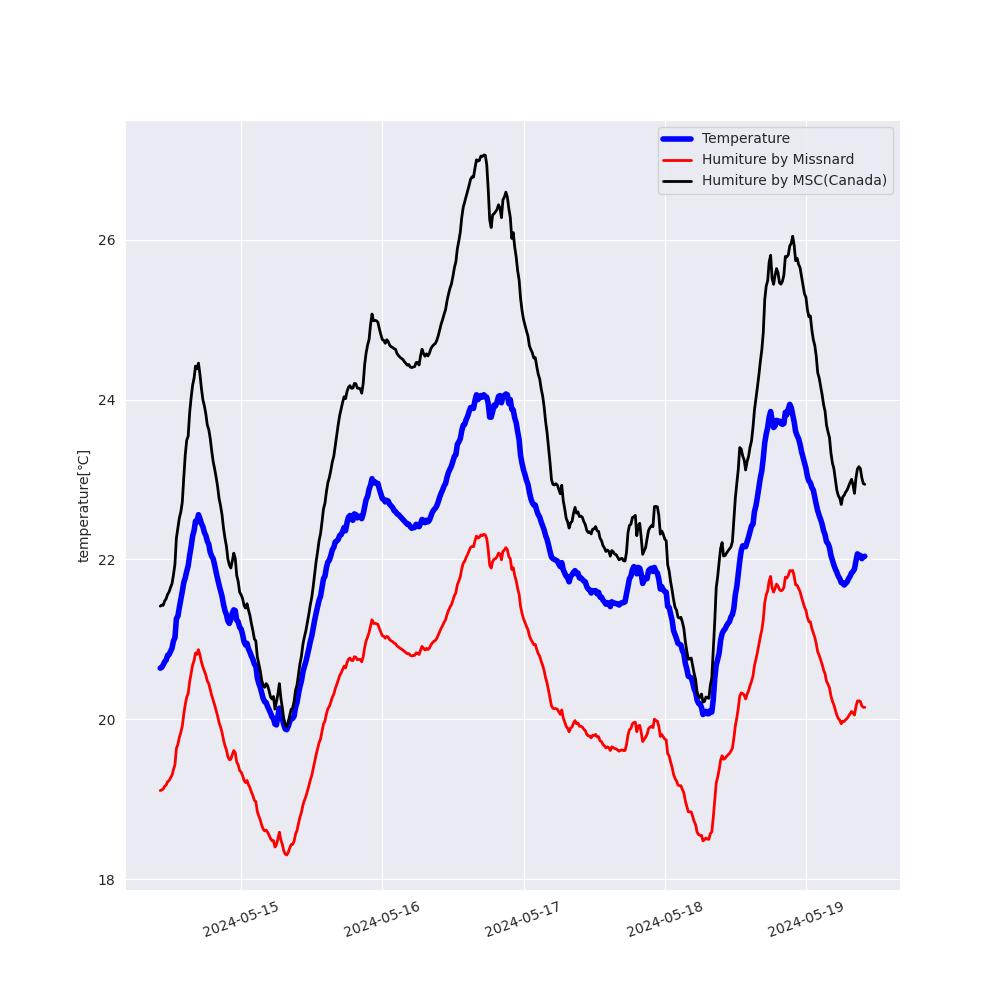 Temperature
Humiture by Missnard
Humiture by MSC(Canada)
temperature[℃]
26
24
22
20
18
2024-05-15
2024-05-16
2024-05-17
2024-05-18
2024-05-19